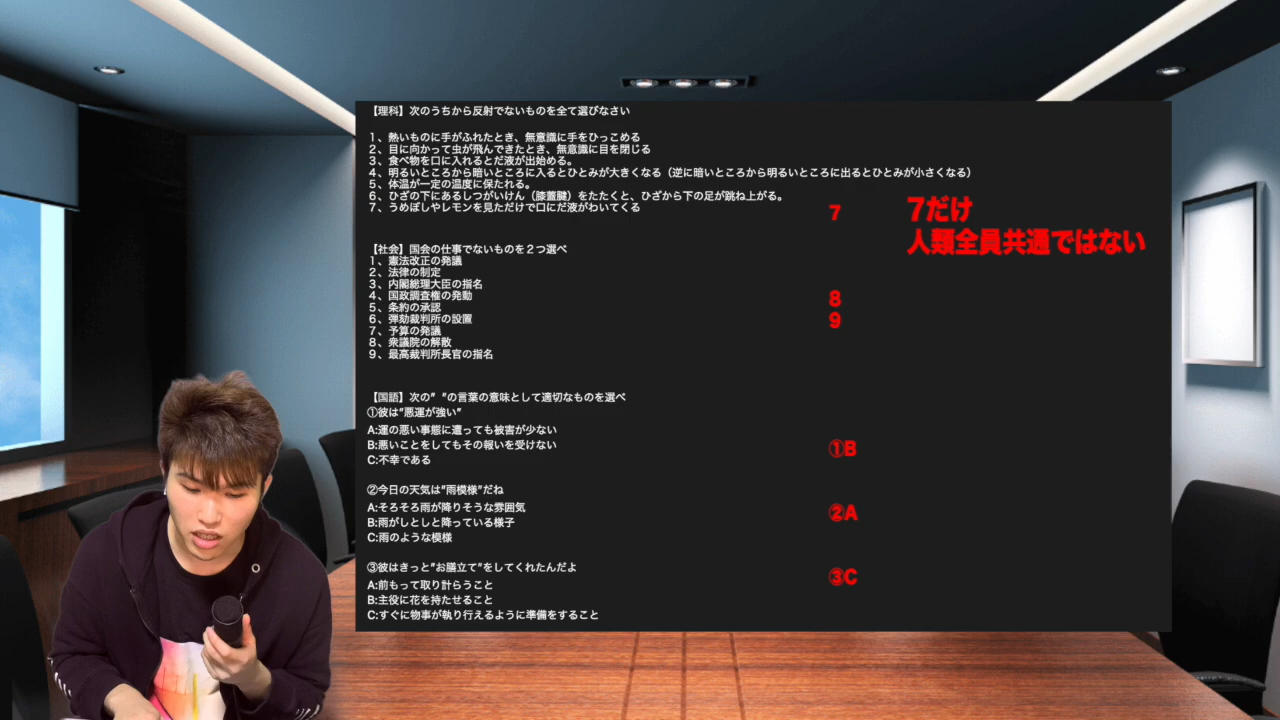 【理科】次のうちから反射でないものを全て選びなさい
1、熱いものに手がふれたとき、無意識に手をひっこめる
2、目に向かって虫が飛んできたとき、無意識に目を閉じる
3、食べ物を口に入れるとだ液が出始める。
4、明るいところから暗いところに入るとひとみが大きくなる（逆に暗いところから明るいところに出るとひとみが小さくなる）
5、体温が一定の温度に保たれる。
6、ひざの下にあるしつがいけん（膝蓋腱）をたたくと、ひざから下の足が跳ね上がる。
7、うめぼしやレモンを見ただけで口にだ液がわいてくる
7
7だけ
人類全員共通ではない
【社会】国会の仕事でないものを２つ選べ
1、憲法改正の発議
2、法律の制定
3、内閣総理大臣の指名
4、国政調査権の発動
5、条約の承認
6、弾劾裁判所の設置
7、予算の発議
8、衆議院の解散
9、最高裁判所長官の指名
8
9
【国語】次の”　”の言葉の意味として適切なものを選べ
①彼は”悪運が強い”
A:運の悪い事態に遭っても被害が少ない
B:悪いことをしてもその報いを受けない
C:不幸である
①B
②今日の天気は”雨模様”だね
A:そろそろ雨が降りそうな雰囲気
B:雨がしとしと降っている様子
C:雨のような模様
②A
③彼はきっと”お膳立て”をしてくれたんだよ
A:前もって取り計らうこと
B:主役に花を持たせること
C:すぐに物事が執り行えるように準備をすること
③C